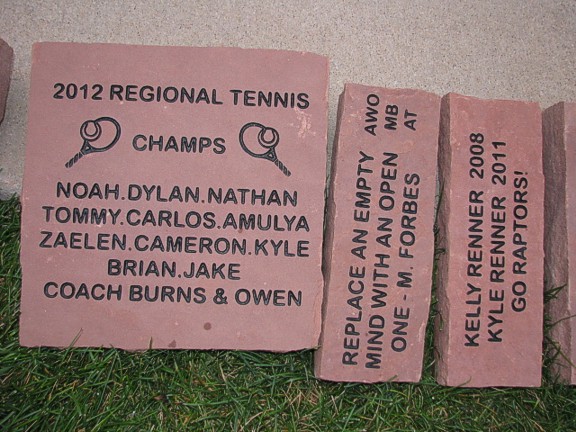 2012 REGIONAL TENNIS
CHAMPS
NOAH.DYLAN.NATHAN
TOMMY.CARLOS.AMULYA
ZAELEN.CAMERON.KYLE
BRIAN.JAKE
COACH BURNS & OWEN
REPLACE AN EMPTY AWO
MIND WITH AN OPEN MB
ONE - M. FORBES AT
KELLY RENNER 2008
KYLE RENNER 2011
GO RAPTORS!